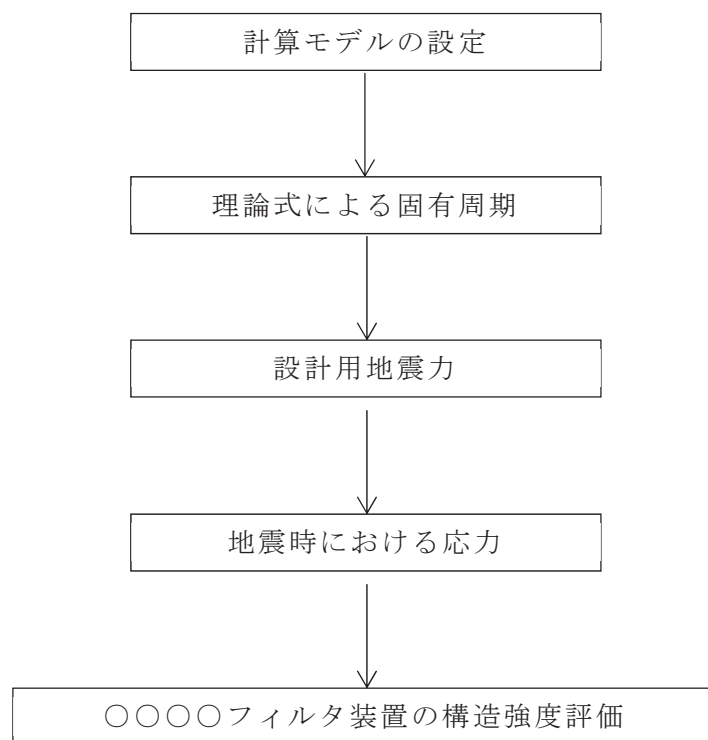 計算モデルの設定
理論式による固有周期
設計用地震力
地震時における応力
○○○○フィルタ装置の構造強度評価